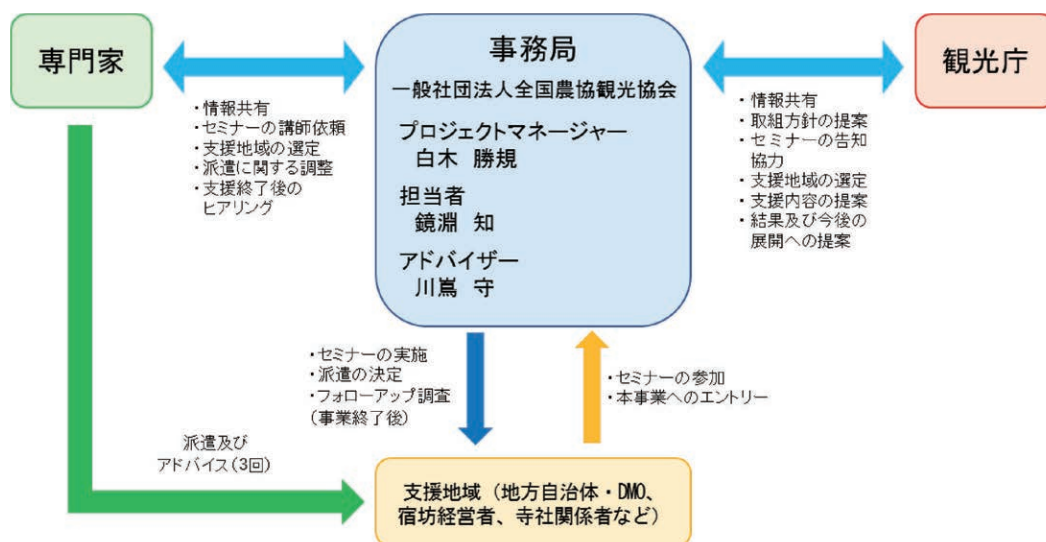 専門家
事務局
一般社団法人全国農協観光協会
プロジェクトマネージャー
白木 勝規
担当者
鏡淵 知
アドバイザー
川嶌 守
観光庁
・情報共有
・セミナーの講師依頼
・支援地域の選定
・派遣に関する調整
・支援終了後の
ヒアリング
・情報共有
・取組方針の提案
・セミナーの告知
協力
・支援地域の選定
・支援内容の提案
・結果及び今後の
展開への提案
・セミナーの実施
・派遣の決定
・フォローアップ調査
(事業終了後)
・セミナーの参加
・本事業へのエントリー
派遣及び
アドバイス(3回)
支援地域（地方自治体・DMO、
宿坊経営者、寺社関係者など）